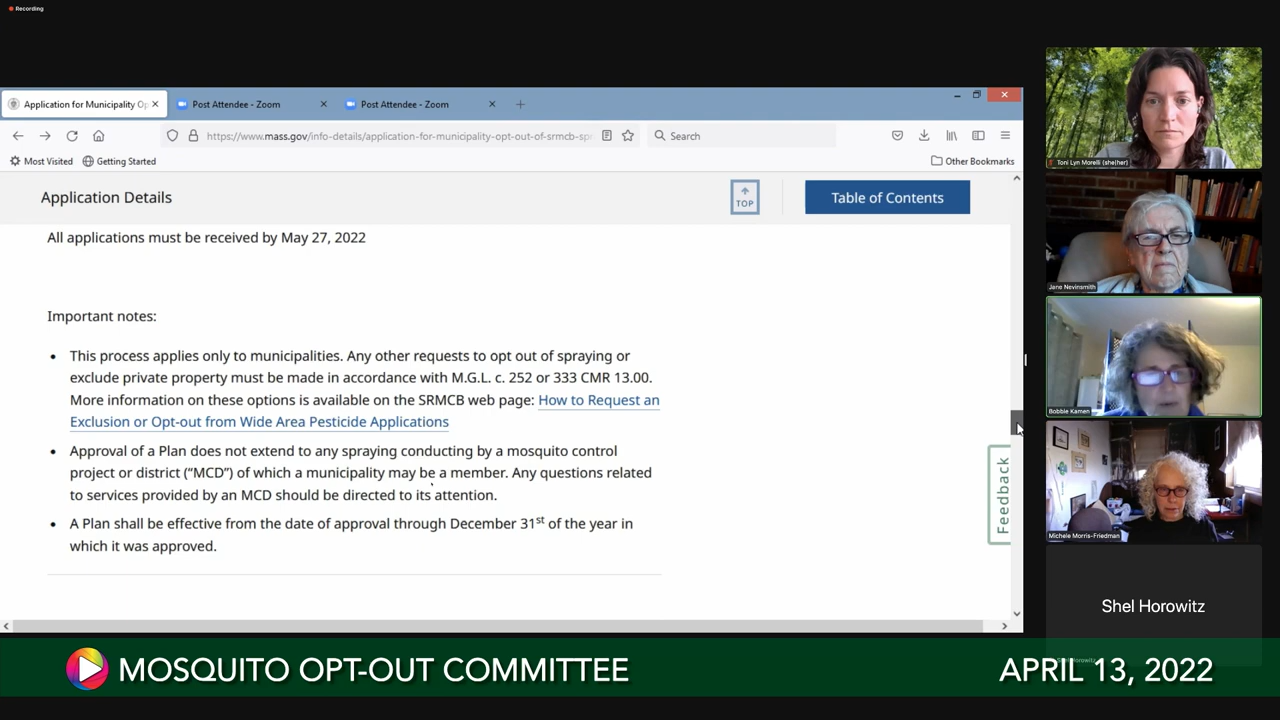 Recording
Application for Municipality Op
Post Attendee - Zoom
Post Attendee - Zoom
https://www.mass.gov/info-details/application-for-municipality-opt-out-of-srmcb-spr
Search
Most Visited
Getting Started
Other Bookmarks
Application Details
TOP
Table of Contents
All applications must be received by May 27, 2022
Important notes:
• This process applies only to municipalities. Any other requests to opt out of spraying or
exclude private property must be made in accordance with M.G.L. c. 252 or 333 CMR 13.00.
More information on these options is available on the SRMCB web page: How to Request an
Exclusion or Opt-out from Wide Area Pesticide Applications
• Approval of a Plan does not extend to any spraying conducting by a mosquito control
project or district (“MCD”) of which a municipality may be a member. Any questions related
to services provided by an MCD should be directed to its attention.
• A Plan shall be effective from the date of approval through December 31st of the year in
which it was approved.
Feedback
Toni Lyn Morelli (she|her)
Jane Nevinsmith
Bobbie Kamen
Michele Morris-Friedman
Shel Horowitz
Shel Horowitz
MOSQUITO OPT-OUT COMMITTEE
APRIL 13, 2022